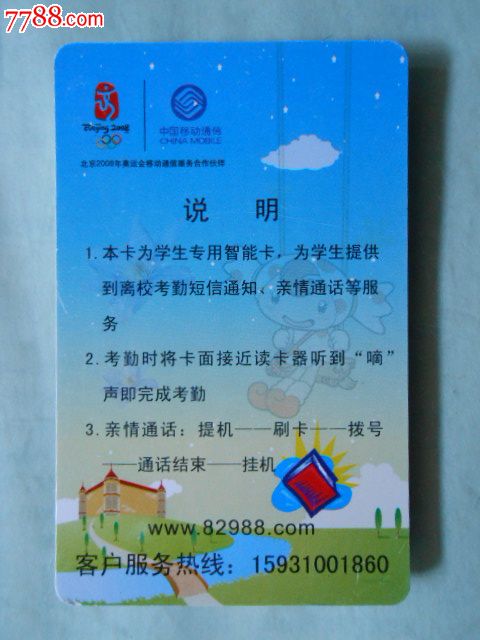 7788.com
Beijing 2008
中国移动通信
CHINA MOBILE
北京2008年奥运会移动通信服务合作伙伴
说 明
1. 本卡为学生专用智能卡，为学生提供
到离校考勤短信通知、亲情通话等服
务
2. 考勤时将卡面接近读卡器听到“嘀”
声即完成考勤
3. 亲情通话：提机——刷卡——拨号
——通话结束——挂机
www.82988.com
客户服务热线：15931001860